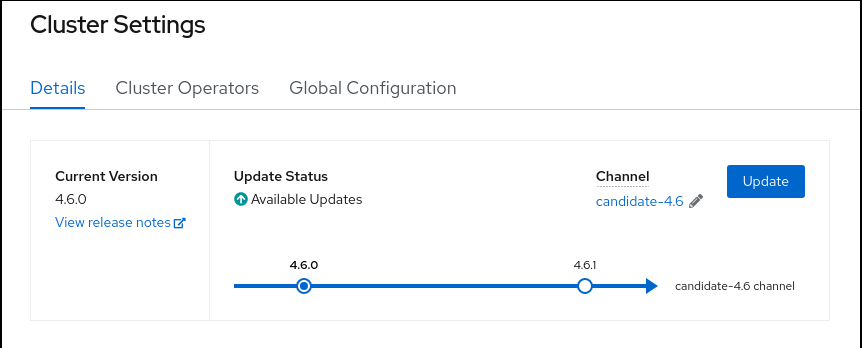 Cluster Settings
Details Cluster Operators Global Configuration
Current Version
4.6.0
View release notes
Update Status
Available Updates
Channel
candidate-4.6
Update
4.6.0
4.6.1
candidate-4.6 channel